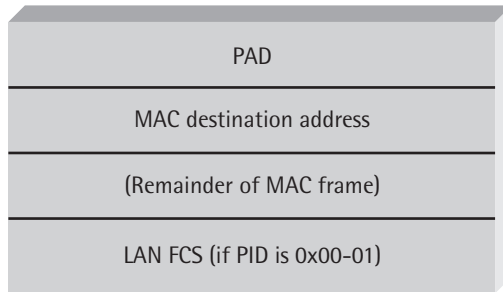 PAD
MAC destination address
(Remainder of MAC frame)
LAN FCS (if PID is 0x00-01)